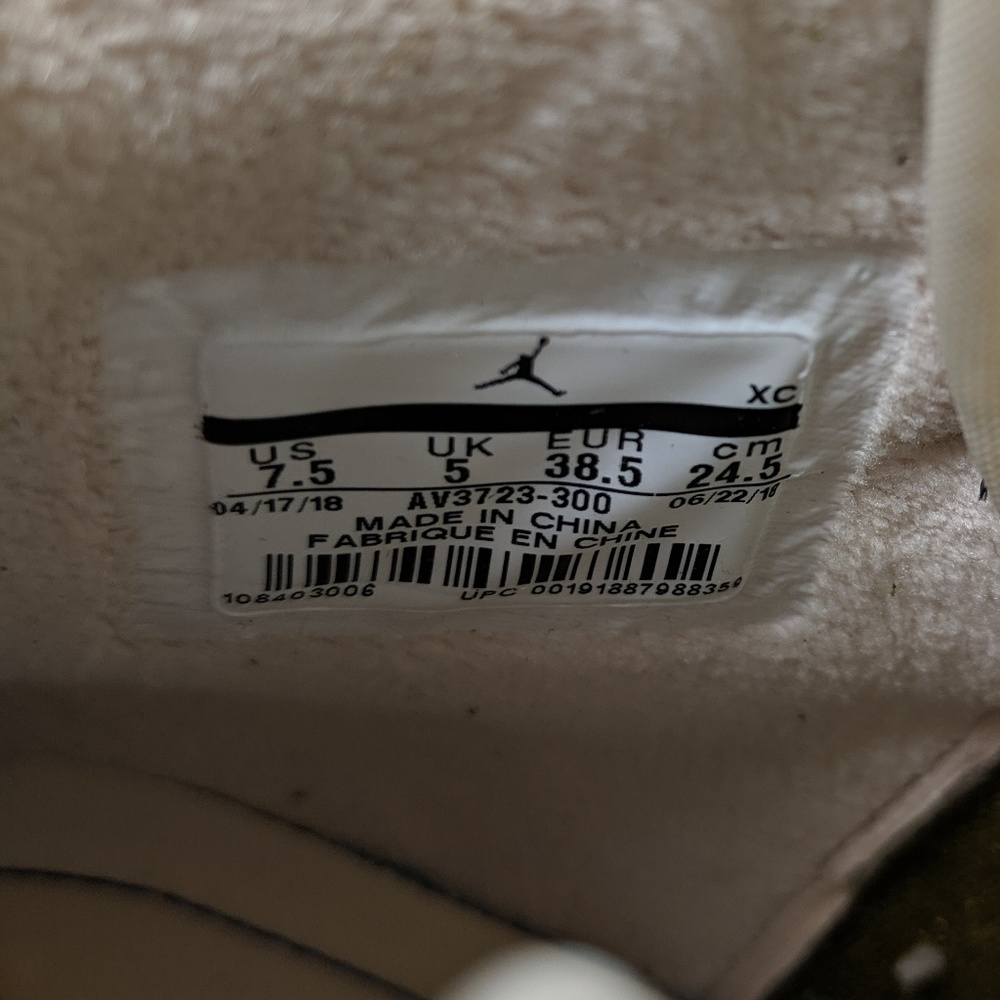 XC
US UK EUR cm
7.5 5 38.5 24.5
04/17/18 AV3723-300 06/22/18
MADE IN CHINA
FABRIQUE EN CHINE
108403006 UPC 00191887988359